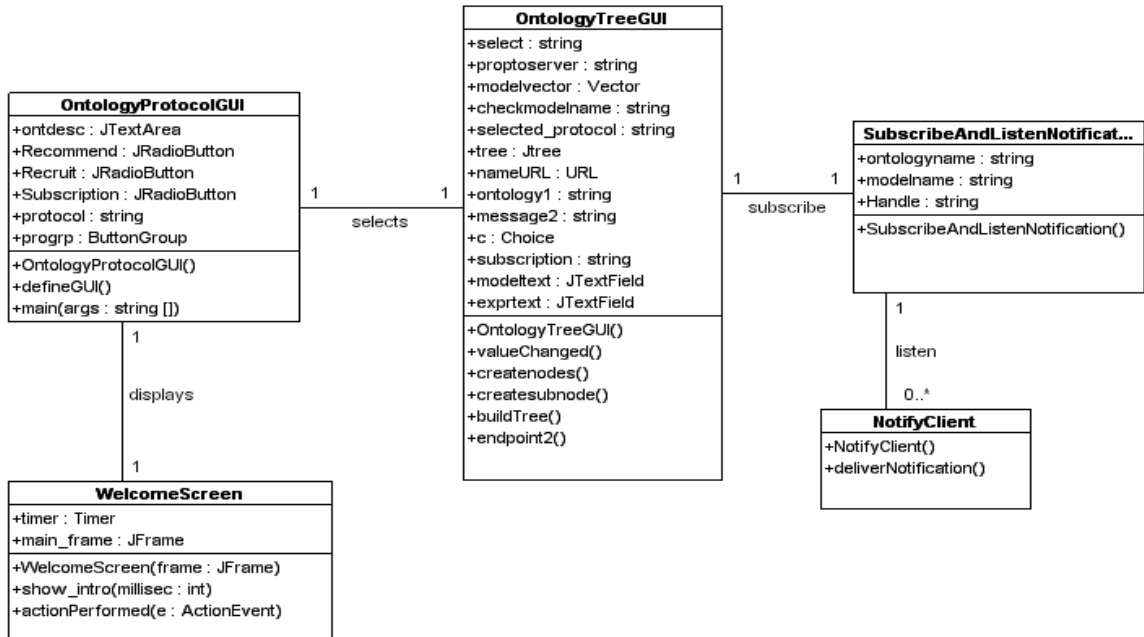 OntologyProtocolGUI
+ontdesc : JTextArea
+Recommend : JRadioButton
+Recruit : JRadioButton
+Subscription : JRadioButton
+protocol : string
+progrp : ButtonGroup
+OntologyProtocolGUI()
+defineGUI()
+main(args : string [])
1
selects
1
OntologyTreeGUI
+select : string
+proptoserver : string
+modelvector : Vector
+checkmodelname : string
+selected_protocol : string
+tree : Jtree
+nameURL : URL
+ontology1 : string
+message2 : string
+c : Choice
+subscription : string
+modeltext : JTextField
+exprtext : JTextField
+OntologyTreeGUI()
+valueChanged()
+createnodes()
+createsubnode()
+buildTree()
+endpoint2()
1
subscribe
1
SubscribeAndListenNotificat...
+ontologyname : string
+modelname : string
+Handle : string
+SubscribeAndListenNotification()
1
listen
0..*
NotifyClient
+NotifyClient()
+deliverNotification()
1
displays
1
WelcomeScreen
+timer : Timer
+main_frame : JFrame
+WelcomeScreen(frame : JFrame)
+show_intro(millisec : int)
+actionPerformed(e : ActionEvent)